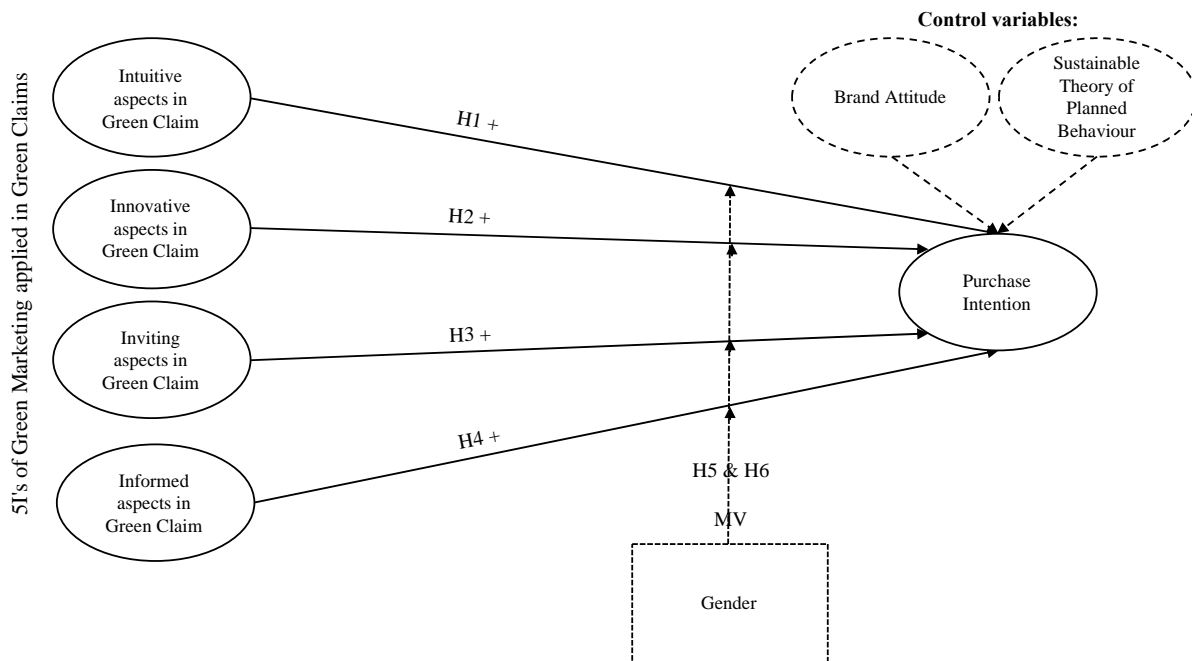 Control variables:
5I's of Green Marketing applied in Green Claims
Intuitive
aspects in
Green Claim
Brand Attitude
Sustainable
Theory of
Planned
Behaviour
H1 +
Innovative
aspects in
Green Claim
H2 +
Purchase
Intention
Inviting
aspects in
Green Claim
H3 +
H4 +
Informed
aspects in
Green Claim
H5 & H6
MV
Gender